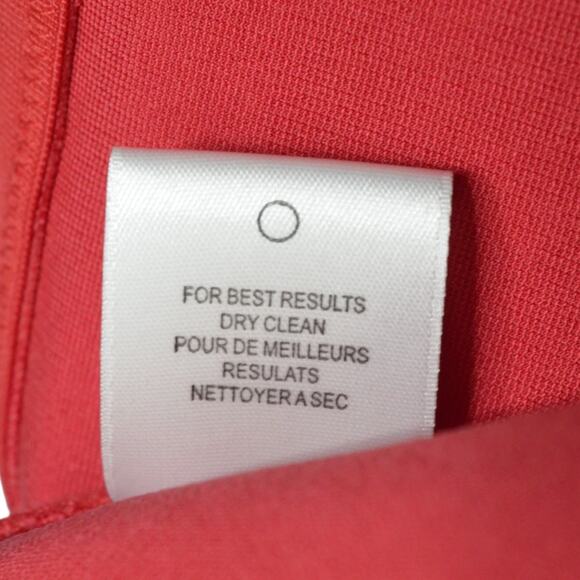 FOR BEST RESULTS
DRY CLEAN
POUR DE MEILLEURS
RESULATS
NETTOYER A SEC